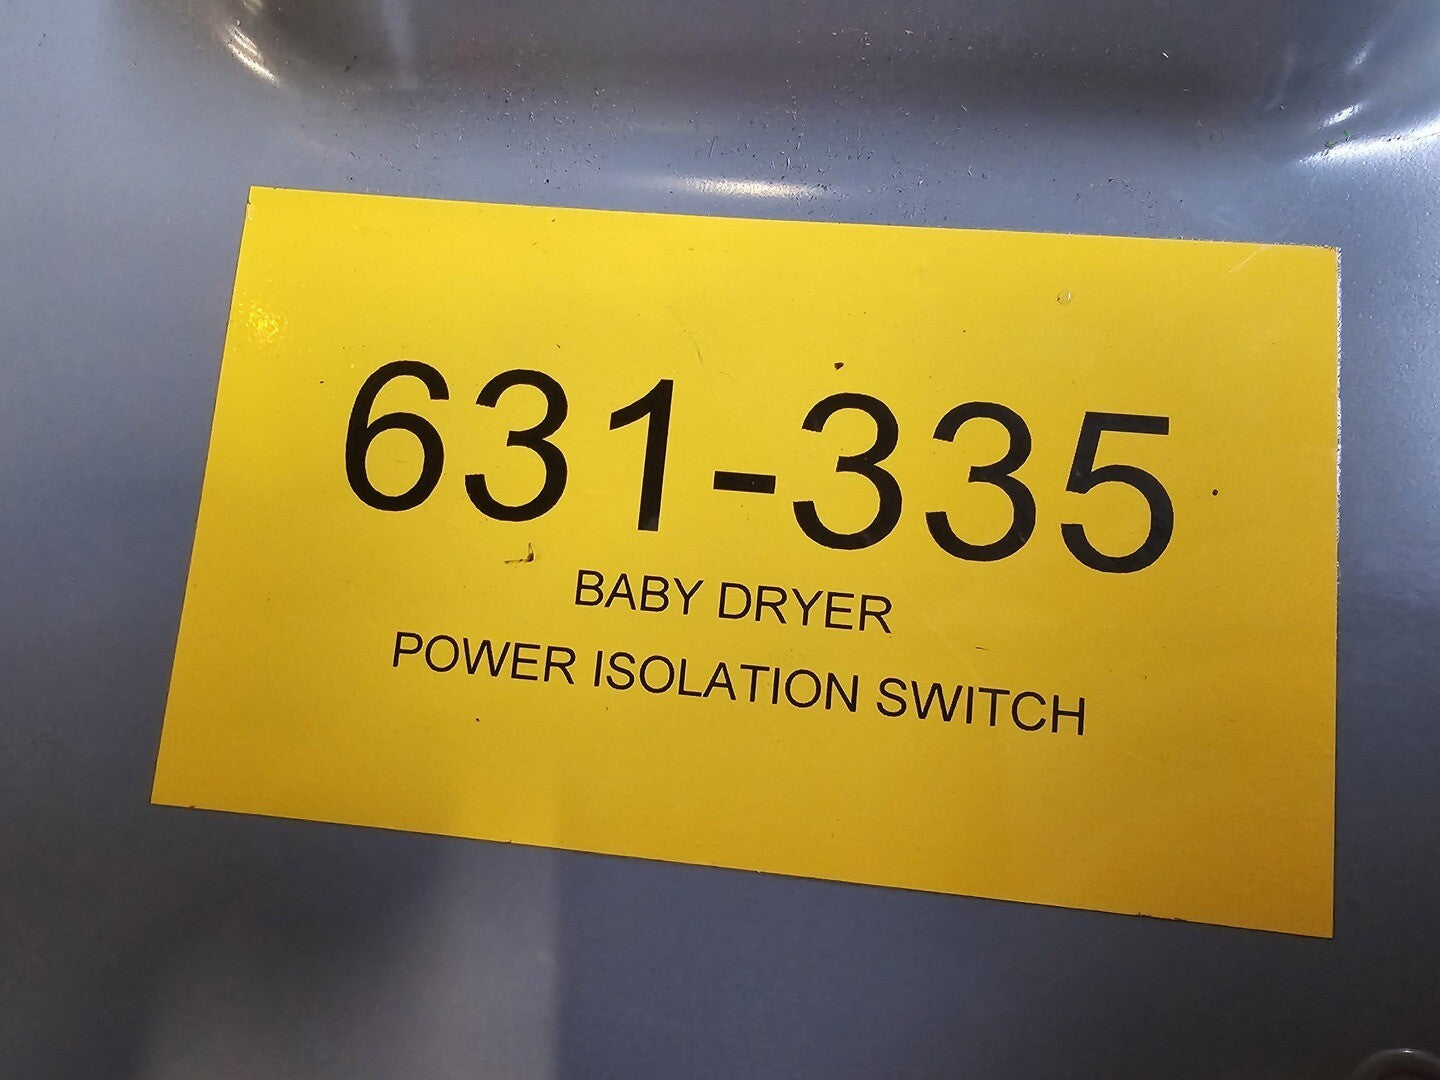 631-335
BABY DRYER
POWER ISOLATION SWITCH